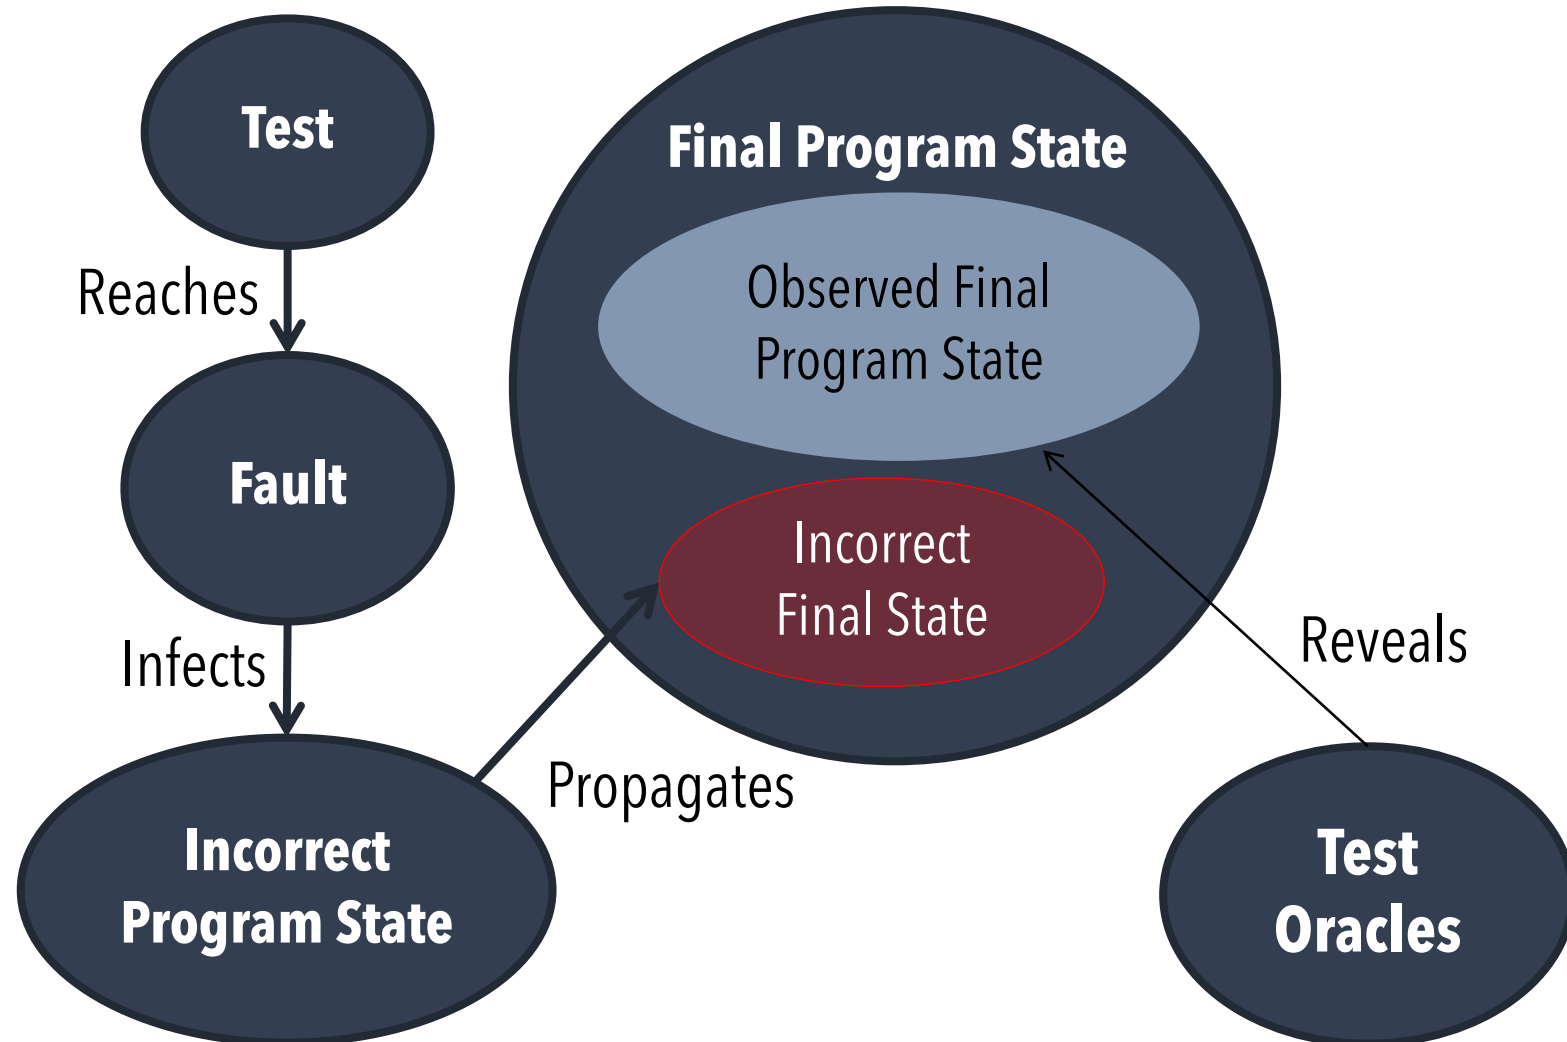 Test
Reaches
Fault
Infects
Incorrect
Program State
Propagates
Final Program State
Observed Final
Program State
Incorrect
Final State
Reveals
Test
Oracles